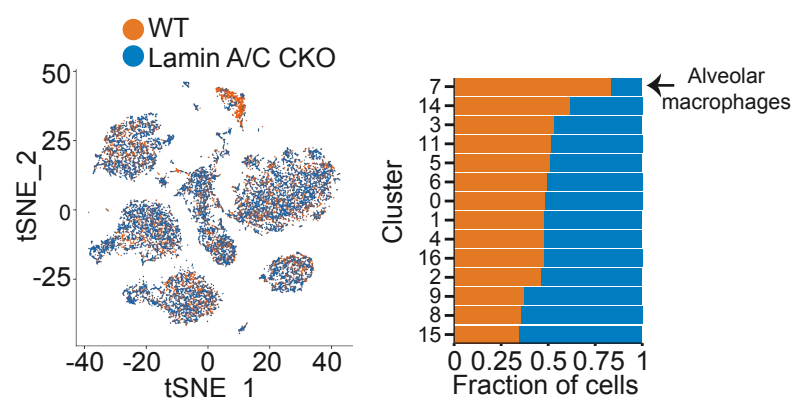 WT
Lamin A/C CKO
50
25
0
-25
tSNE_2
-40 -20 0 20 40
tSNE_1
Cluster
7
14
3
11
5
6
0
1
4
16
2
9
8
15
0 0.25 0.5 0.75 1
Fraction of cells
Alveolar
macrophages